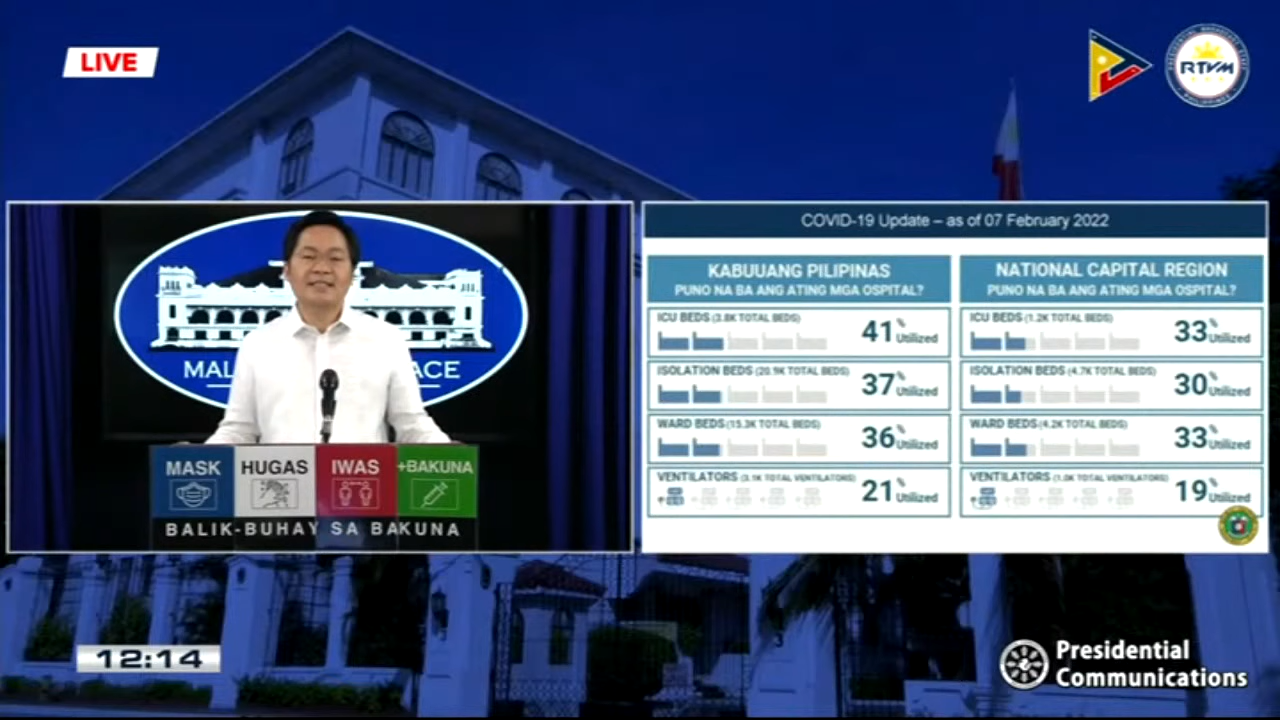 LIVE
RTVM
COVID-19 Update – as of 07 February 2022
KABUUANG PILIPINAS
PUNO NA BA ANG ATING MGA OSPITAL?
ICU BEDS (3.8K TOTAL BEDS)
41% Utilized
ISOLATION BEDS (20.9K TOTAL BEDS)
37% Utilized
WARD BEDS (15.3K TOTAL BEDS)
36% Utilized
VENTILATORS (3.1K TOTAL VENTILATORS)
21% Utilized
NATIONAL CAPITAL REGION
PUNO NA BA ANG ATING MGA OSPITAL?
ICU BEDS (1.2K TOTAL BEDS)
33% Utilized
ISOLATION BEDS (4.7K TOTAL BEDS)
30% Utilized
WARD BEDS (4.2K TOTAL BEDS)
33% Utilized
VENTILATORS (1.0K TOTAL VENTILATORS)
19% Utilized
MASK
HUGAS
IWAS
+BAKUNA
BALIK-BUHAY SA BAKUNA
12:14
Presidential
Communications